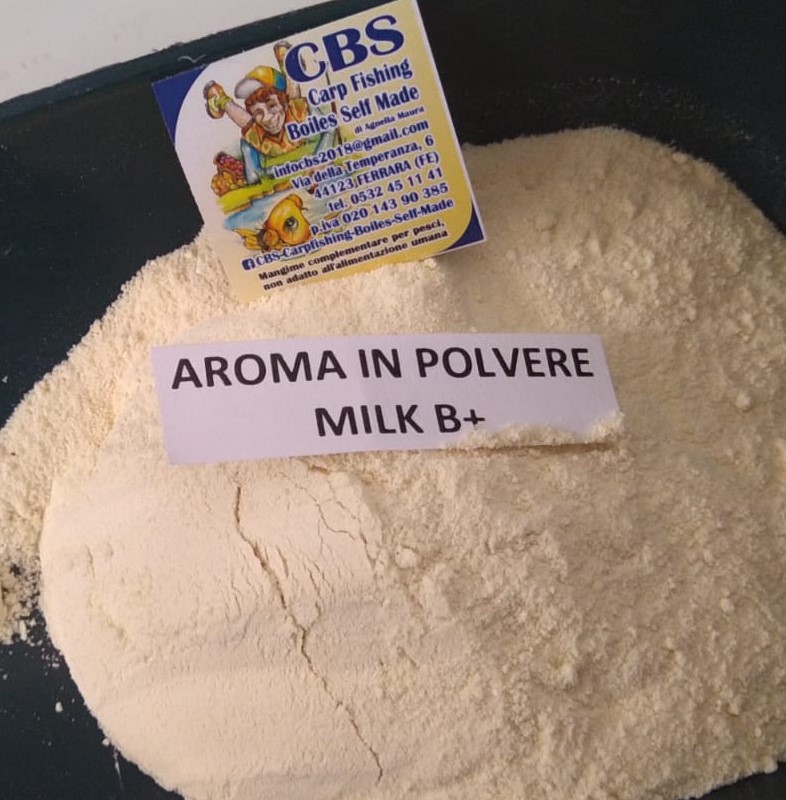 CBS
Carp Fishing
Boiles Self Made
di Agnella Maura
infocbs2018@gmail.com
Via della Temperanza, 6
44123 FERRARA (FE)
tel. 0532 45 11 41
p.iva 020 143 90 385
CBS-Carpfishing-Boiles-Self-Made
Mangime complementare per pesci,
non adatto all'alimentazione umana
AROMA IN POLVERE
MILK B+